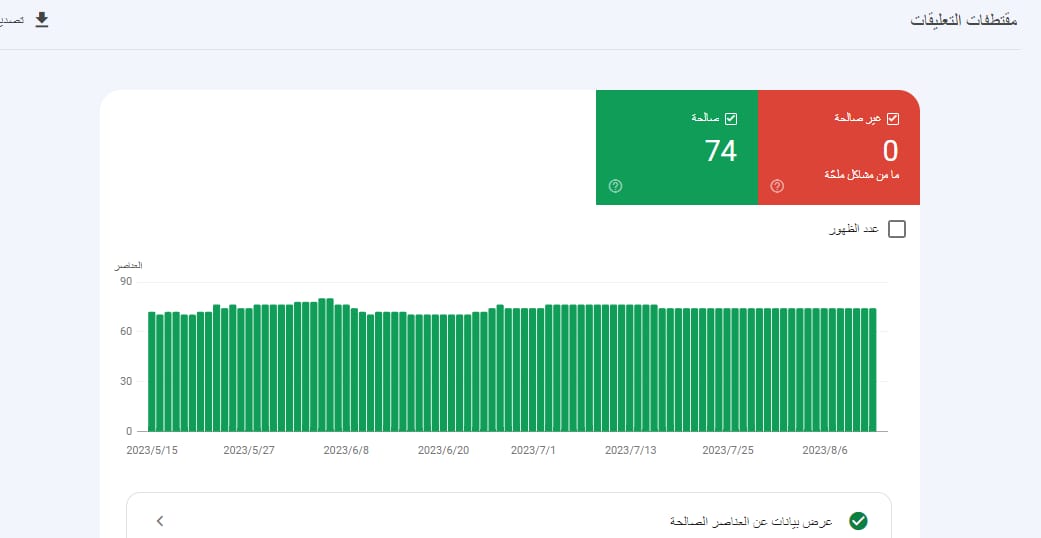 مقتطفات التعليقات
غير صالحة
0
ما من مشاكل ملحّة
صالحة
74
عدد الظهور
العناصر
90
60
30
0
2023/5/15 2023/5/27 2023/6/8 2023/6/20 2023/7/1 2023/7/13 2023/7/25 2023/8/6
عرض بيانات عن العناصر الصالحة